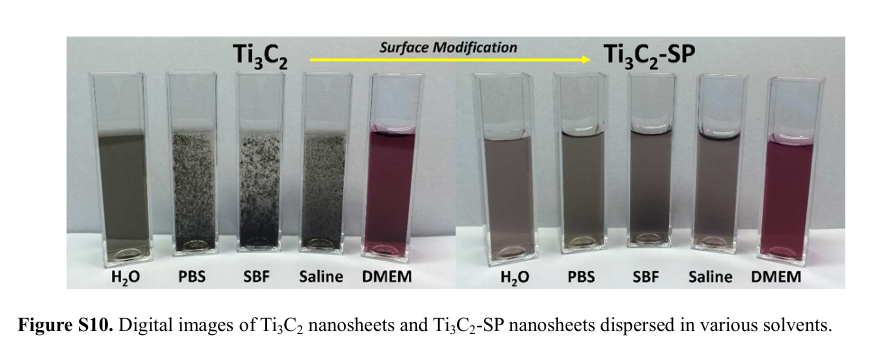 Ti₃C₂ Surface Modification Ti₃C₂-SP
H₂O PBS SBF Saline DMEM H₂O PBS SBF Saline DMEM
Figure S10. Digital images of Ti₃C₂ nanosheets and Ti₃C₂-SP nanosheets dispersed in various solvents.